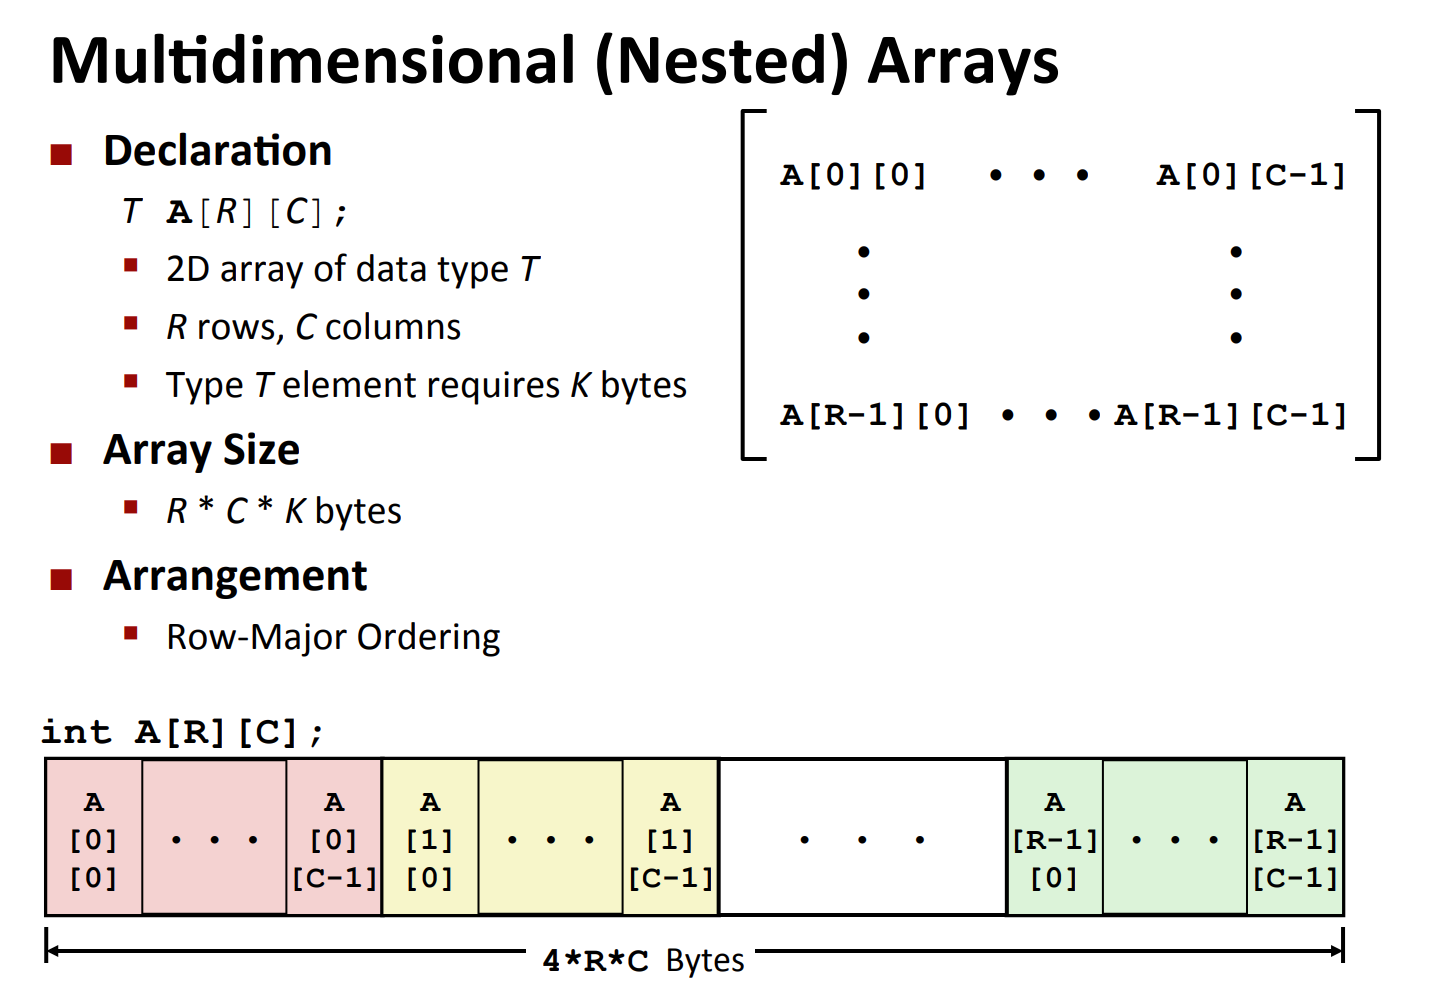 Multidimensional (Nested) Arrays
Declaration
T A[R][C];
2D array of data type T
R rows, C columns
Type T element requires K bytes
Array Size
R * C * K bytes
Arrangement
Row-Major Ordering
A[0][0] • • • A[0][C-1]
• •
• •
• •
A[R-1][0] • • • A[R-1][C-1]
int A[R][C];
A A A A A A
[0] • • • [0] [1] • • • [1] • • • [R-1] • • • [R-1]
[0] [C-1] [0] [C-1] [0] [C-1]
4*R*C Bytes